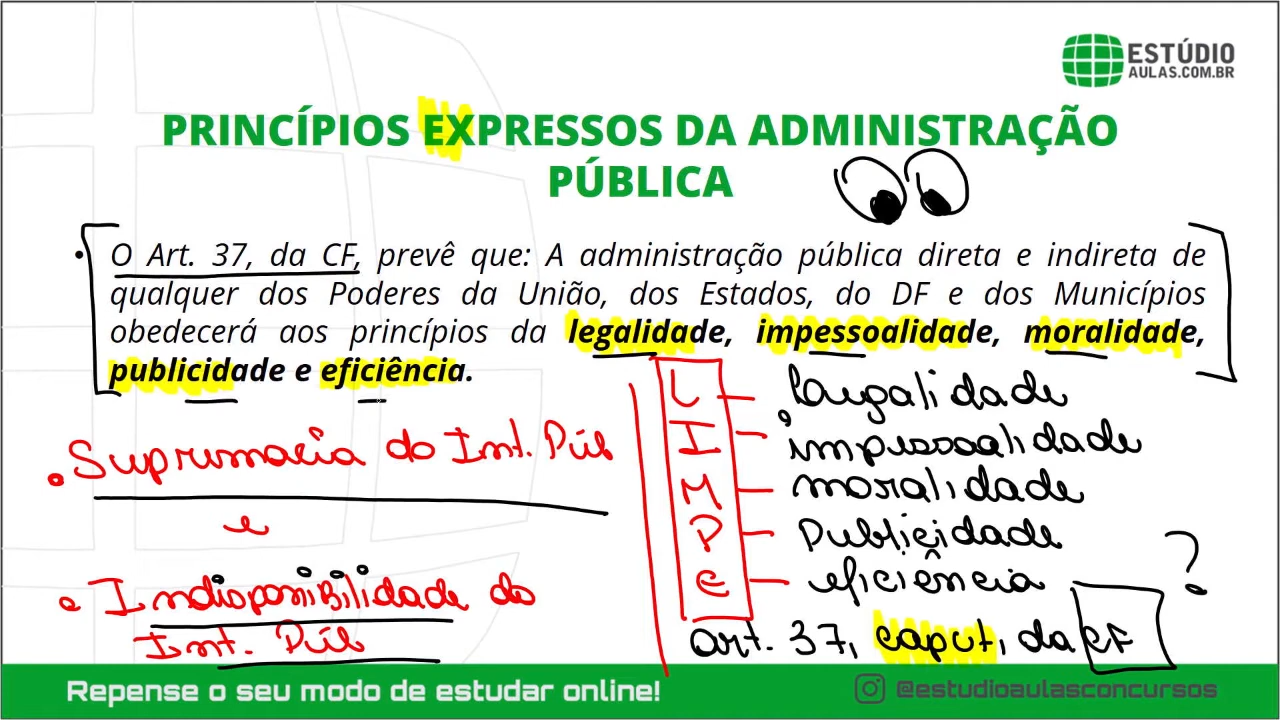 ESTÚDIO
AULAS.COM.BR
PRINCÍPIOS EXPRESSOS DA ADMINISTRAÇÃO
PÚBLICA
• O Art. 37, da CF, prevê que: A administração pública direta e indireta de
qualquer dos Poderes da União, dos Estados, do DF e dos Municípios
obedecerá aos princípios da legalidade, impessoalidade, moralidade,
publicidade e eficiência.
• Supremacia do Int. Púb
e
• Indisponibilidade do
Int. Púb
L — legalidade
I — impessoalidade
M — moralidade
P — Publicidade
E — eficiência
?
art. 37, caput, da CF
Repense o seu modo de estudar online!
@estudioaulasconcursos